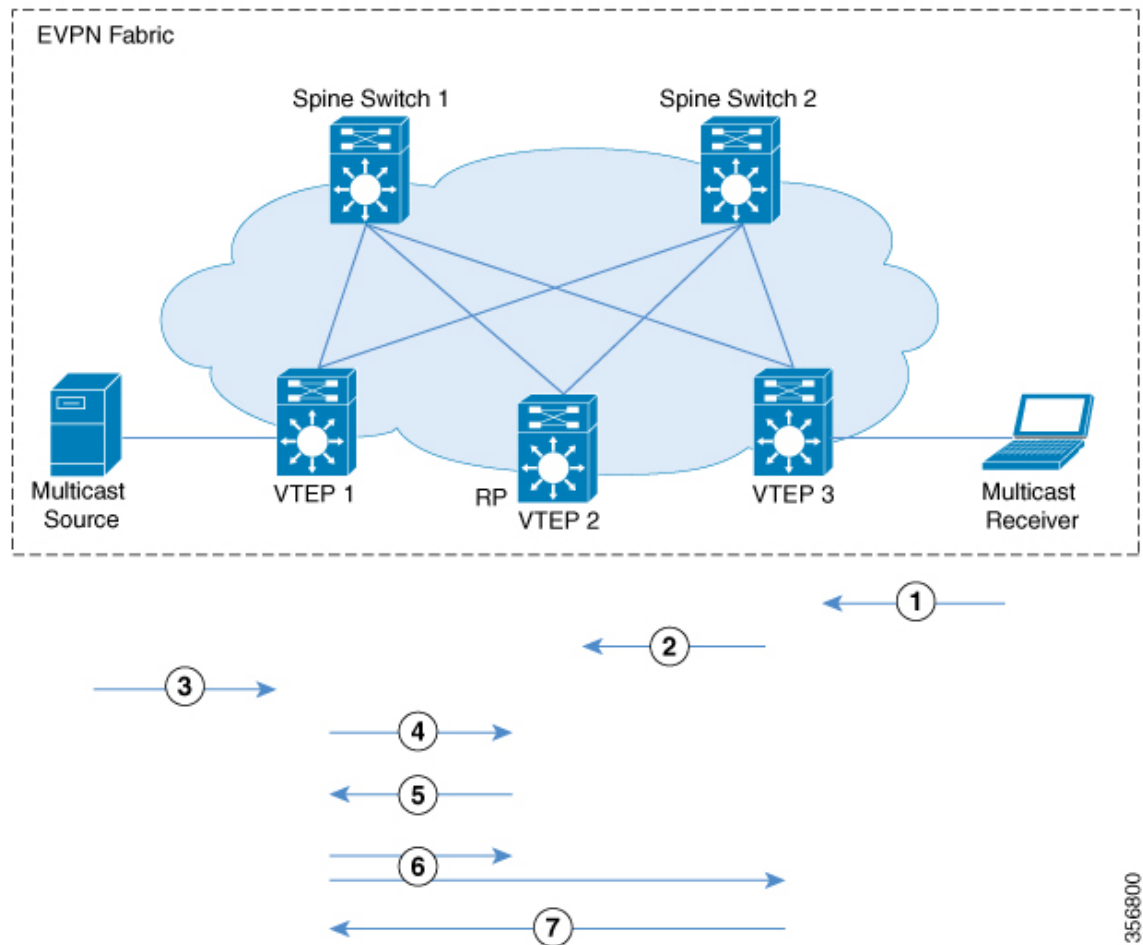 EVPN Fabric
Spine Switch 1
Spine Switch 2
Multicast
Source
VTEP 1
RP
VTEP 2
VTEP 3
Multicast
Receiver
1
2
3
4
5
6
7
356800